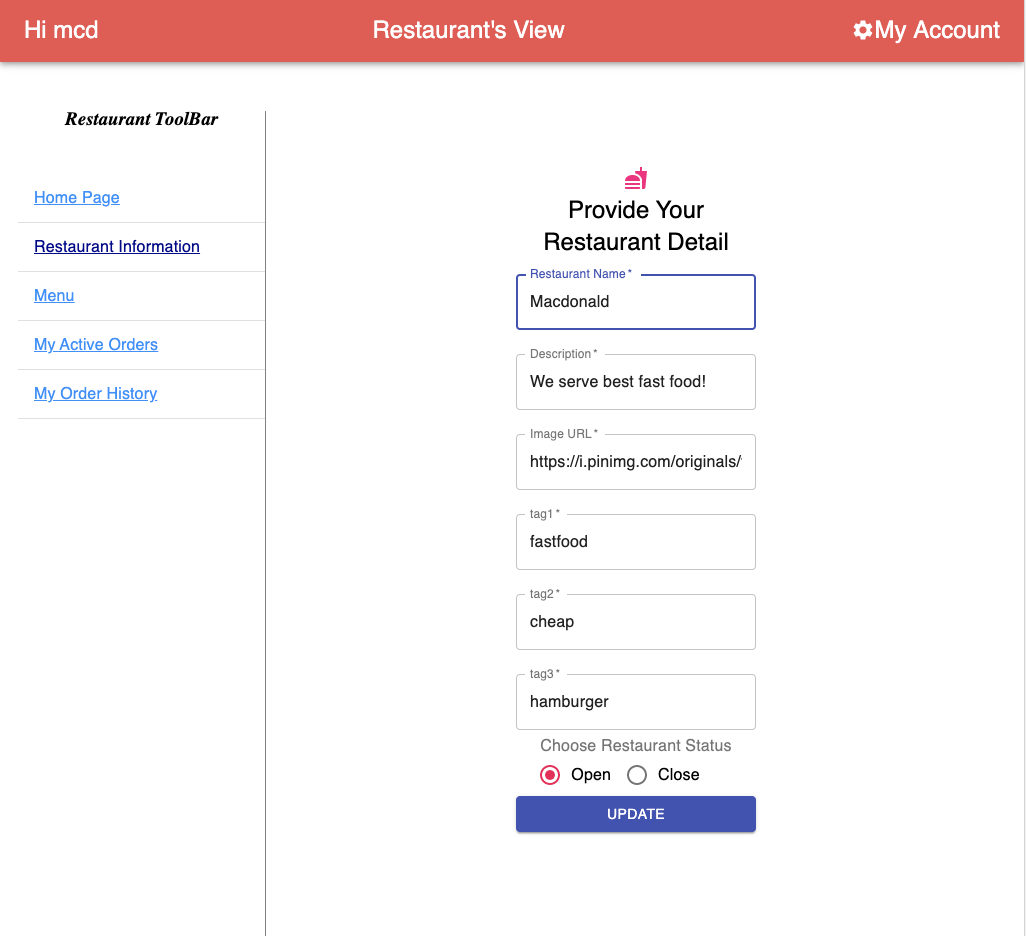 Hi mcd
Restaurant's View
My Account
Restaurant ToolBar
Home Page
Restaurant Information
Menu
My Active Orders
My Order History
Provide Your
Restaurant Detail
Restaurant Name *
Macdonald
Description *
We serve best fast food!
Image URL *
https://i.pinimg.com/originals/
tag1 *
fastfood
tag2 *
cheap
tag3 *
hamburger
Choose Restaurant Status
Open
Close
UPDATE